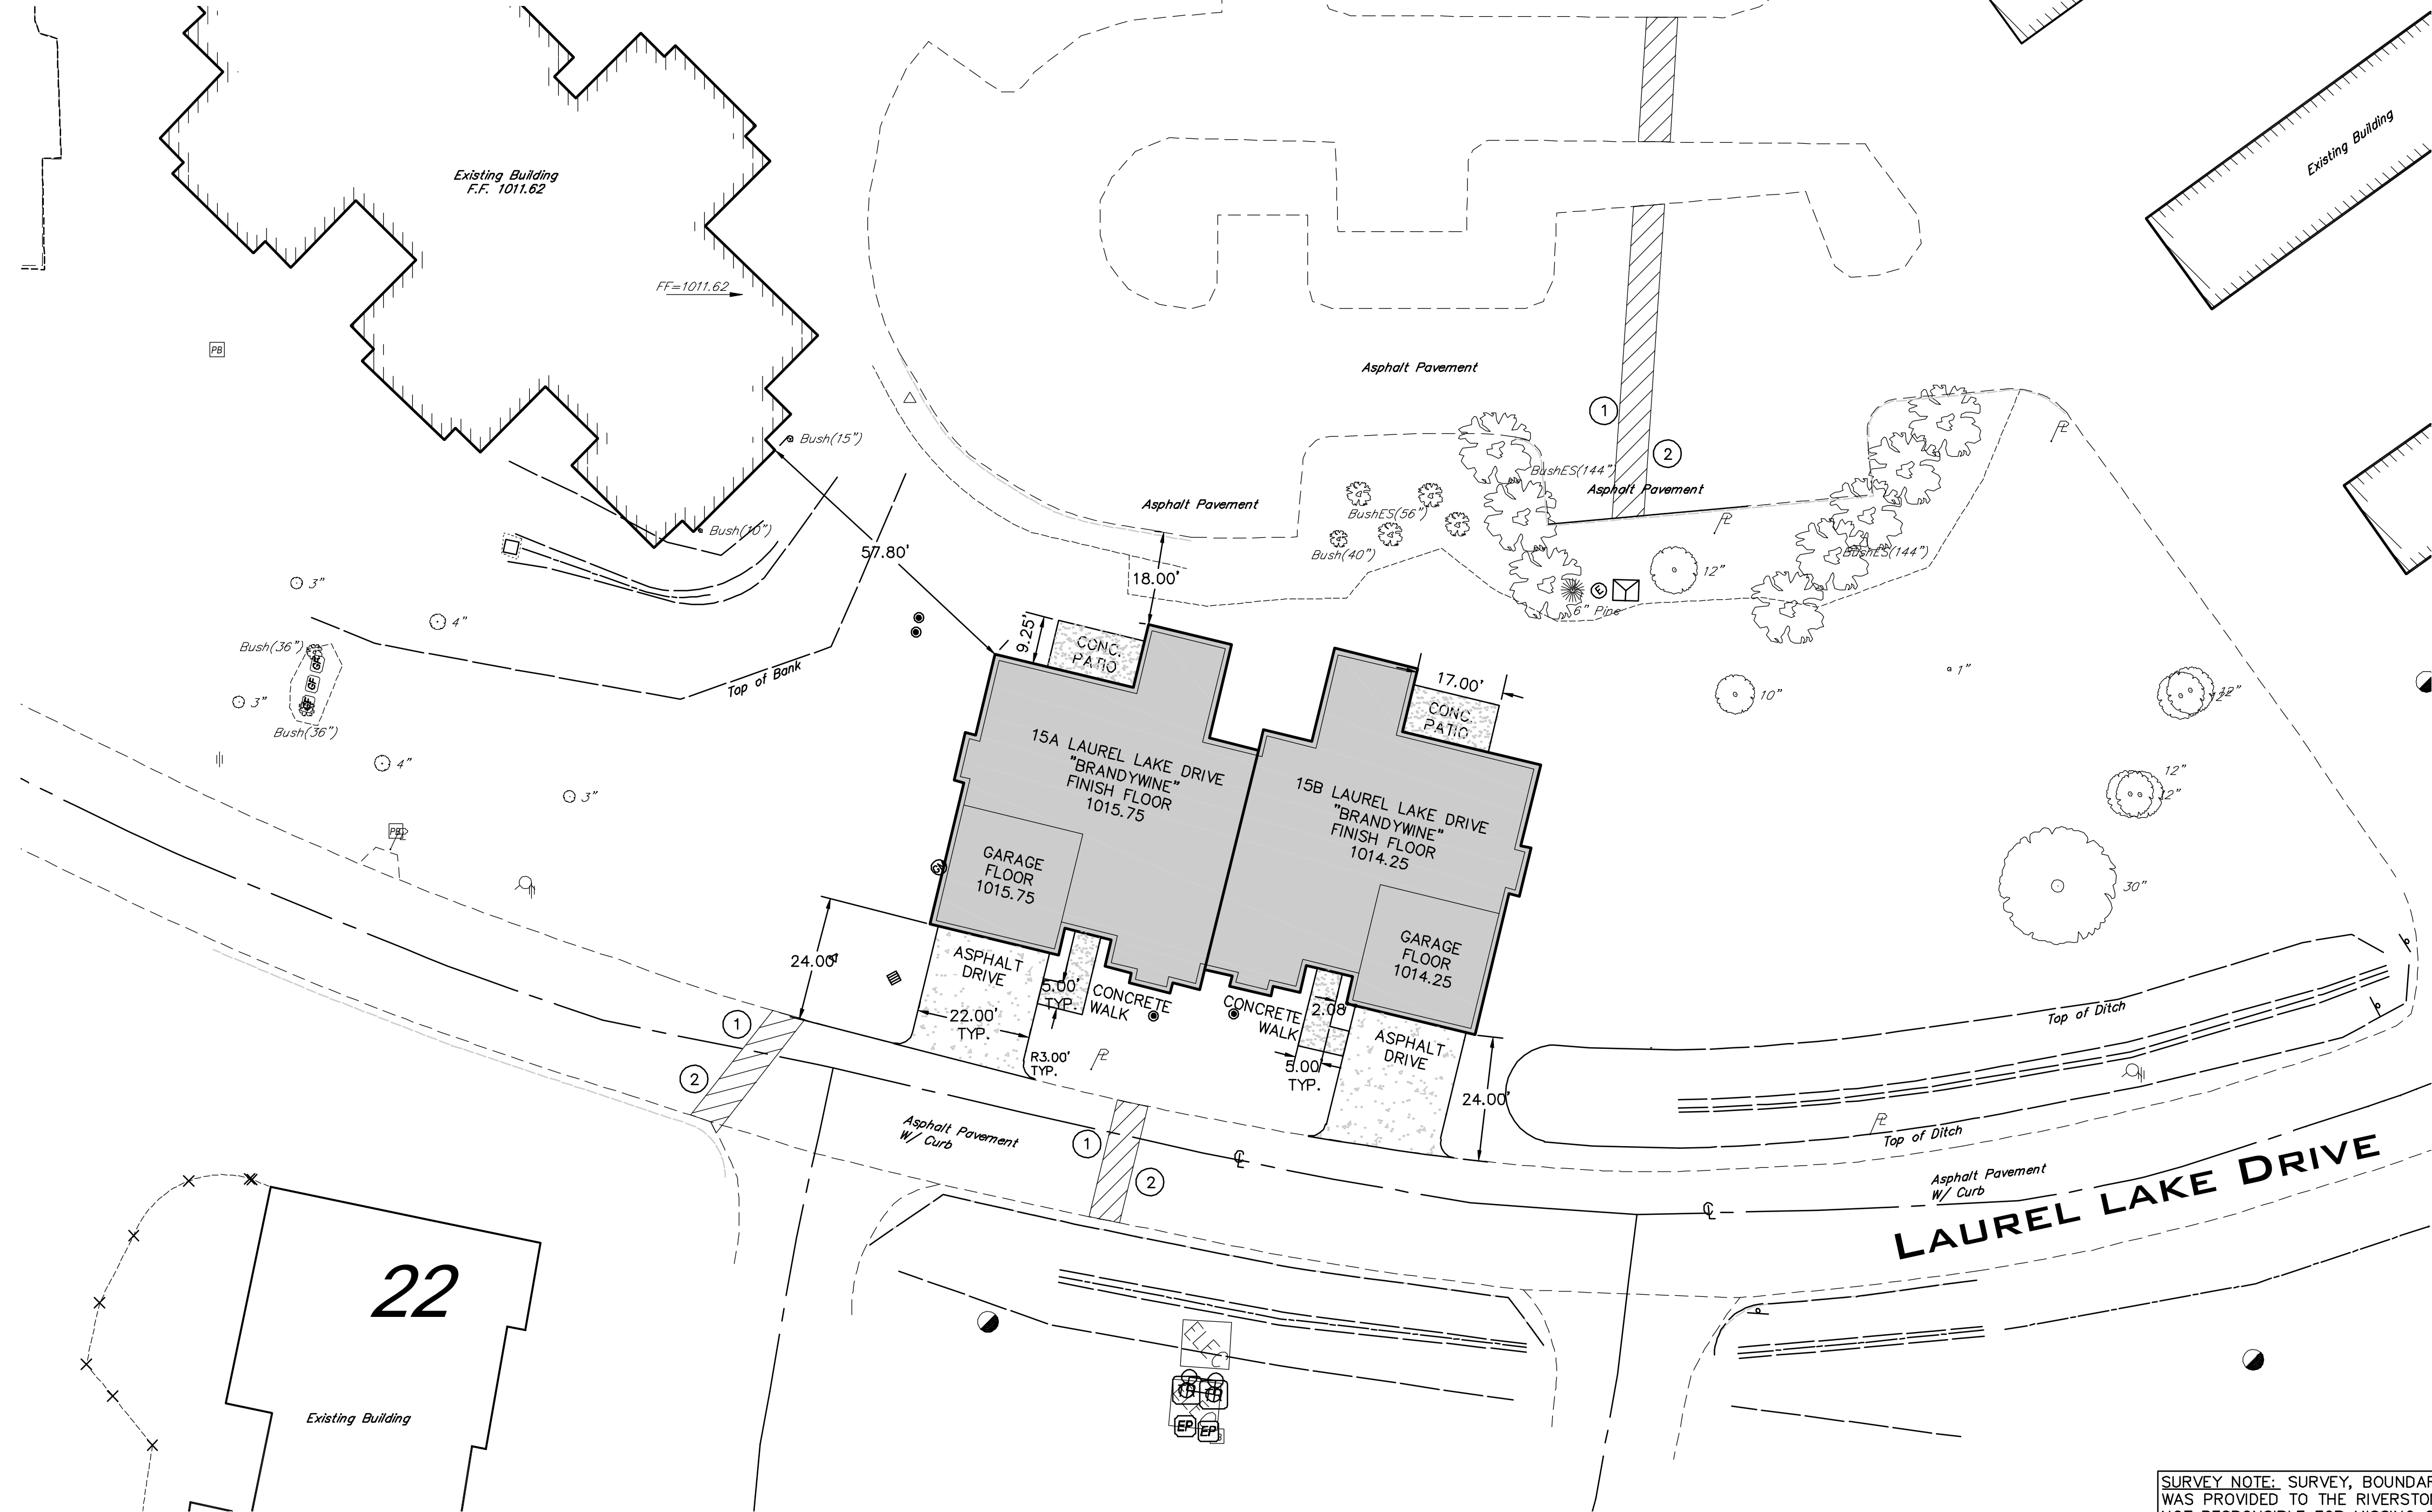 Existing Building
F.F. 1011.62
FF=1011.62
Existing Building
PB
Bush(15")
Asphalt Pavement
Asphalt Pavement
Asphalt Pavement
1
2
BushES(144")
BushES(56")
Bush(40")
BushES(144")
Bush(10")
57.80'
18.00'
9.25'
17.00'
6" Pine
E
12"
10"
1"
12"
12"
12"
12"
30"
3"
4"
3"
4"
3"
Bush(36")
GF
GF
GF
Bush(36")
PB
Top of Bank
CONC.
PATIO
CONC.
PATIO
15A LAUREL LAKE DRIVE
"BRANDYWINE"
FINISH FLOOR
1015.75
15B LAUREL LAKE DRIVE
"BRANDYWINE"
FINISH FLOOR
1014.25
GARAGE
FLOOR
1015.75
GARAGE
FLOOR
1014.25
24.00'
ASPHALT
DRIVE
22.00'
TYP.
5.00'
TYP.
CONCRETE
WALK
R3.00'
TYP.
CONCRETE
WALK
2.08'
5.00'
TYP.
ASPHALT
DRIVE
24.00'
1
2
1
2
Asphalt Pavement
W/ Curb
Top of Ditch
Top of Ditch
Asphalt Pavement
W/ Curb
LAUREL LAKE DRIVE
22
Existing Building
ELEC
EP
EP
SURVEY NOTE: SURVEY, BOUNDAR
WAS PROVIDED TO THE RIVERSTO